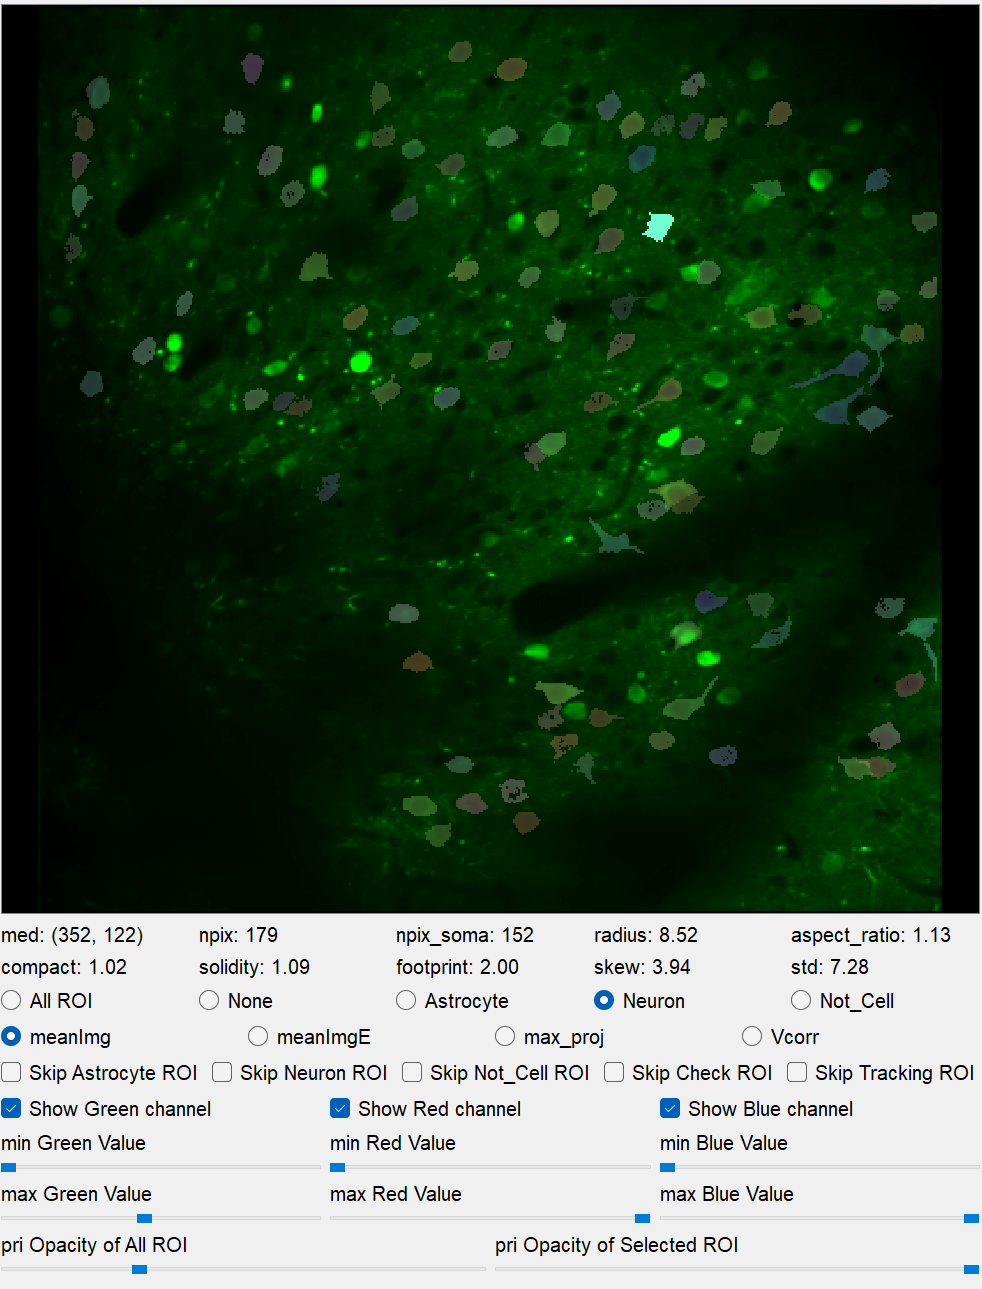 med: (352, 122) npix: 179 npix_soma: 152 radius: 8.52 aspect_ratio: 1.13
compact: 1.02 solidity: 1.09 footprint: 2.00 skew: 3.94 std: 7.28
All ROI None Astrocyte Neuron Not_Cell
meanImg meanImgE max_proj Vcorr
Skip Astrocyte ROI Skip Neuron ROI Skip Not_Cell ROI Skip Check ROI Skip Tracking ROI
Show Green channel Show Red channel Show Blue channel
min Green Value min Red Value min Blue Value
max Green Value max Red Value max Blue Value
pri Opacity of All ROI pri Opacity of Selected ROI